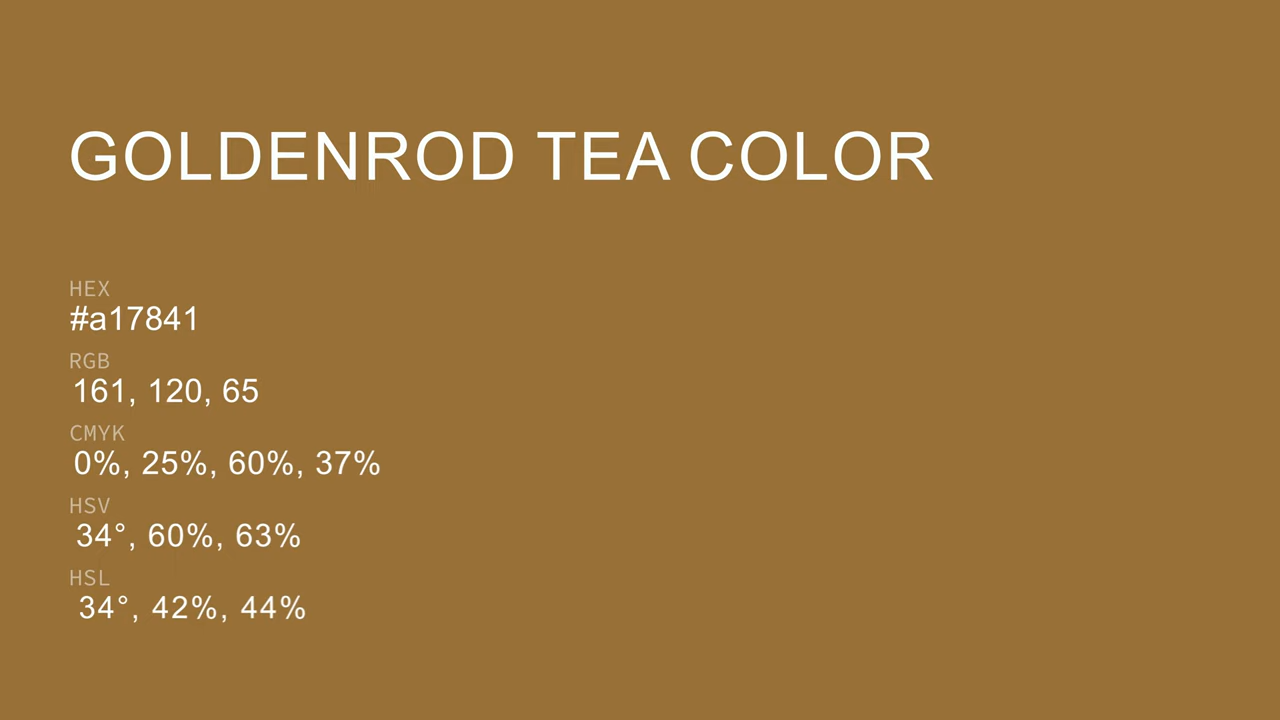 GOLDENROD TEA COLOR
HEX
#a17841
RGB
161, 120, 65
CMYK
0%, 25%, 60%, 37%
HSV
34°, 60%, 63%
HSL
34°, 42%, 44%